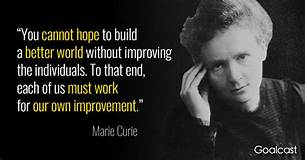 “You cannot hope to build
a better world without improving
the individuals. To that end,
each of us must work
for our own improvement.”
Marie Curie
Goalcast